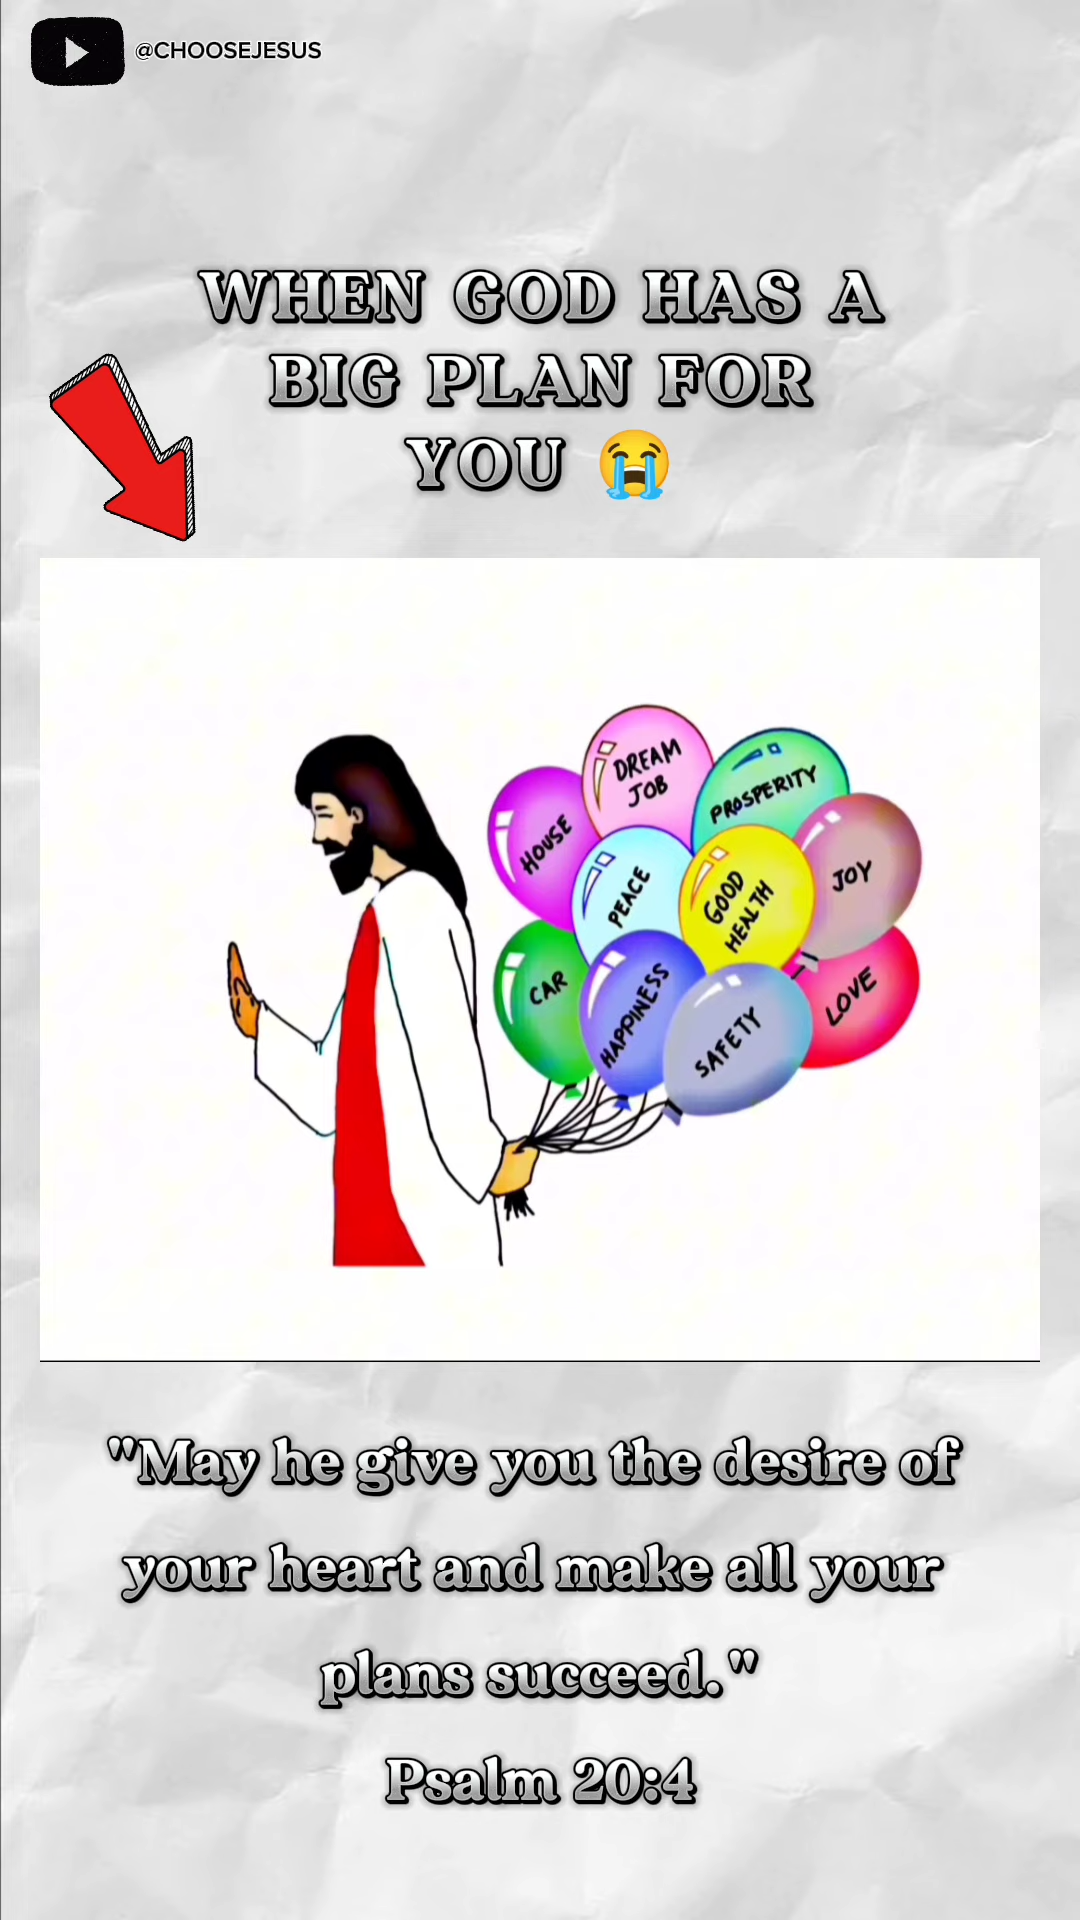 @CHOOSEJESUS
WHEN GOD HAS A
BIG PLAN FOR
YOU 😭
DREAM
JOB
PROSPERITY
HOUSE
PEACE
GOOD
HEALTH
JOY
CAR
HAPPINESS
SAFETY
LOVE
"May he give you the desire of
your heart and make all your
plans succeed."
Psalm 20:4